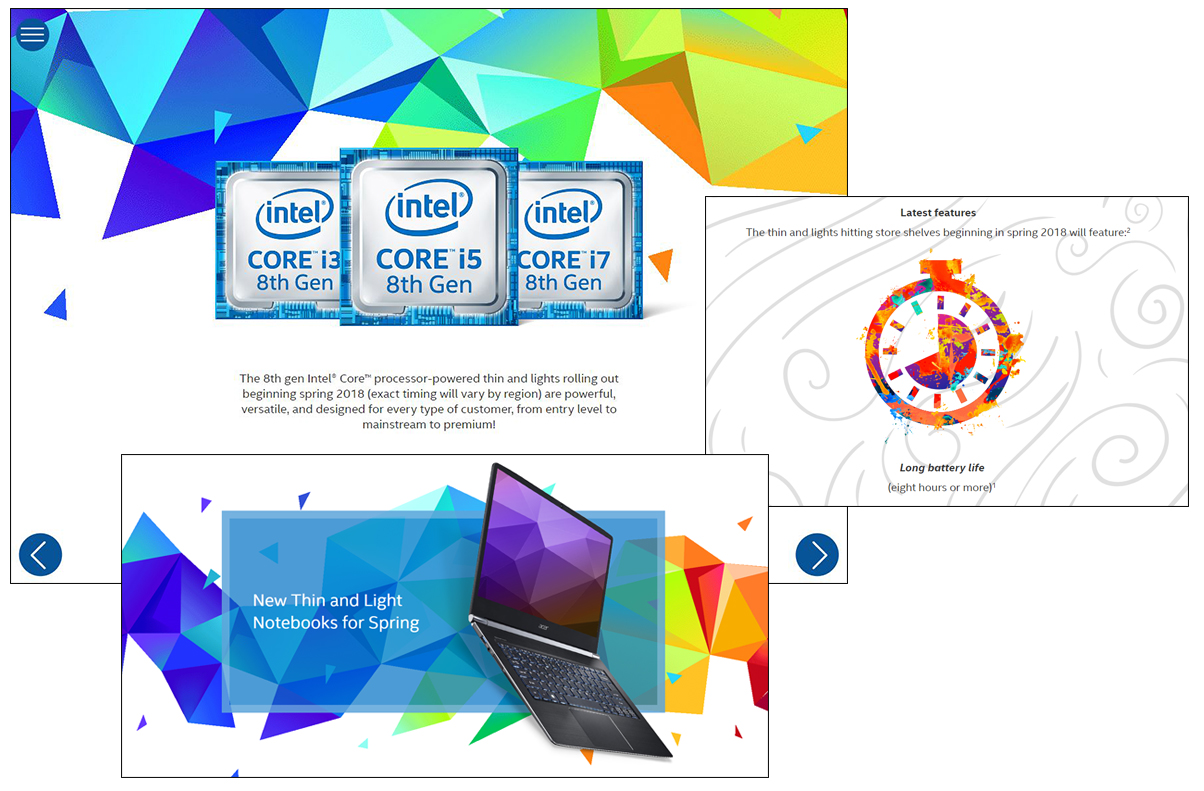 intel®
CORE™ i3
8th Gen
intel®
CORE™ i5
8th Gen
intel®
CORE™ i7
8th Gen
The 8th gen Intel® Core™ processor-powered thin and lights rolling out
beginning spring 2018 (exact timing will vary by region) are powerful,
versatile, and designed for every type of customer, from entry level to
mainstream to premium!
Latest features
The thin and lights hitting store shelves beginning in spring 2018 will feature:²
Long battery life
(eight hours or more)¹
New Thin and Light
Notebooks for Spring
acer